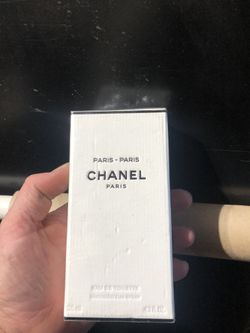 PARIS - PARIS
CHANEL
PARIS
EAU DE TOILETTE